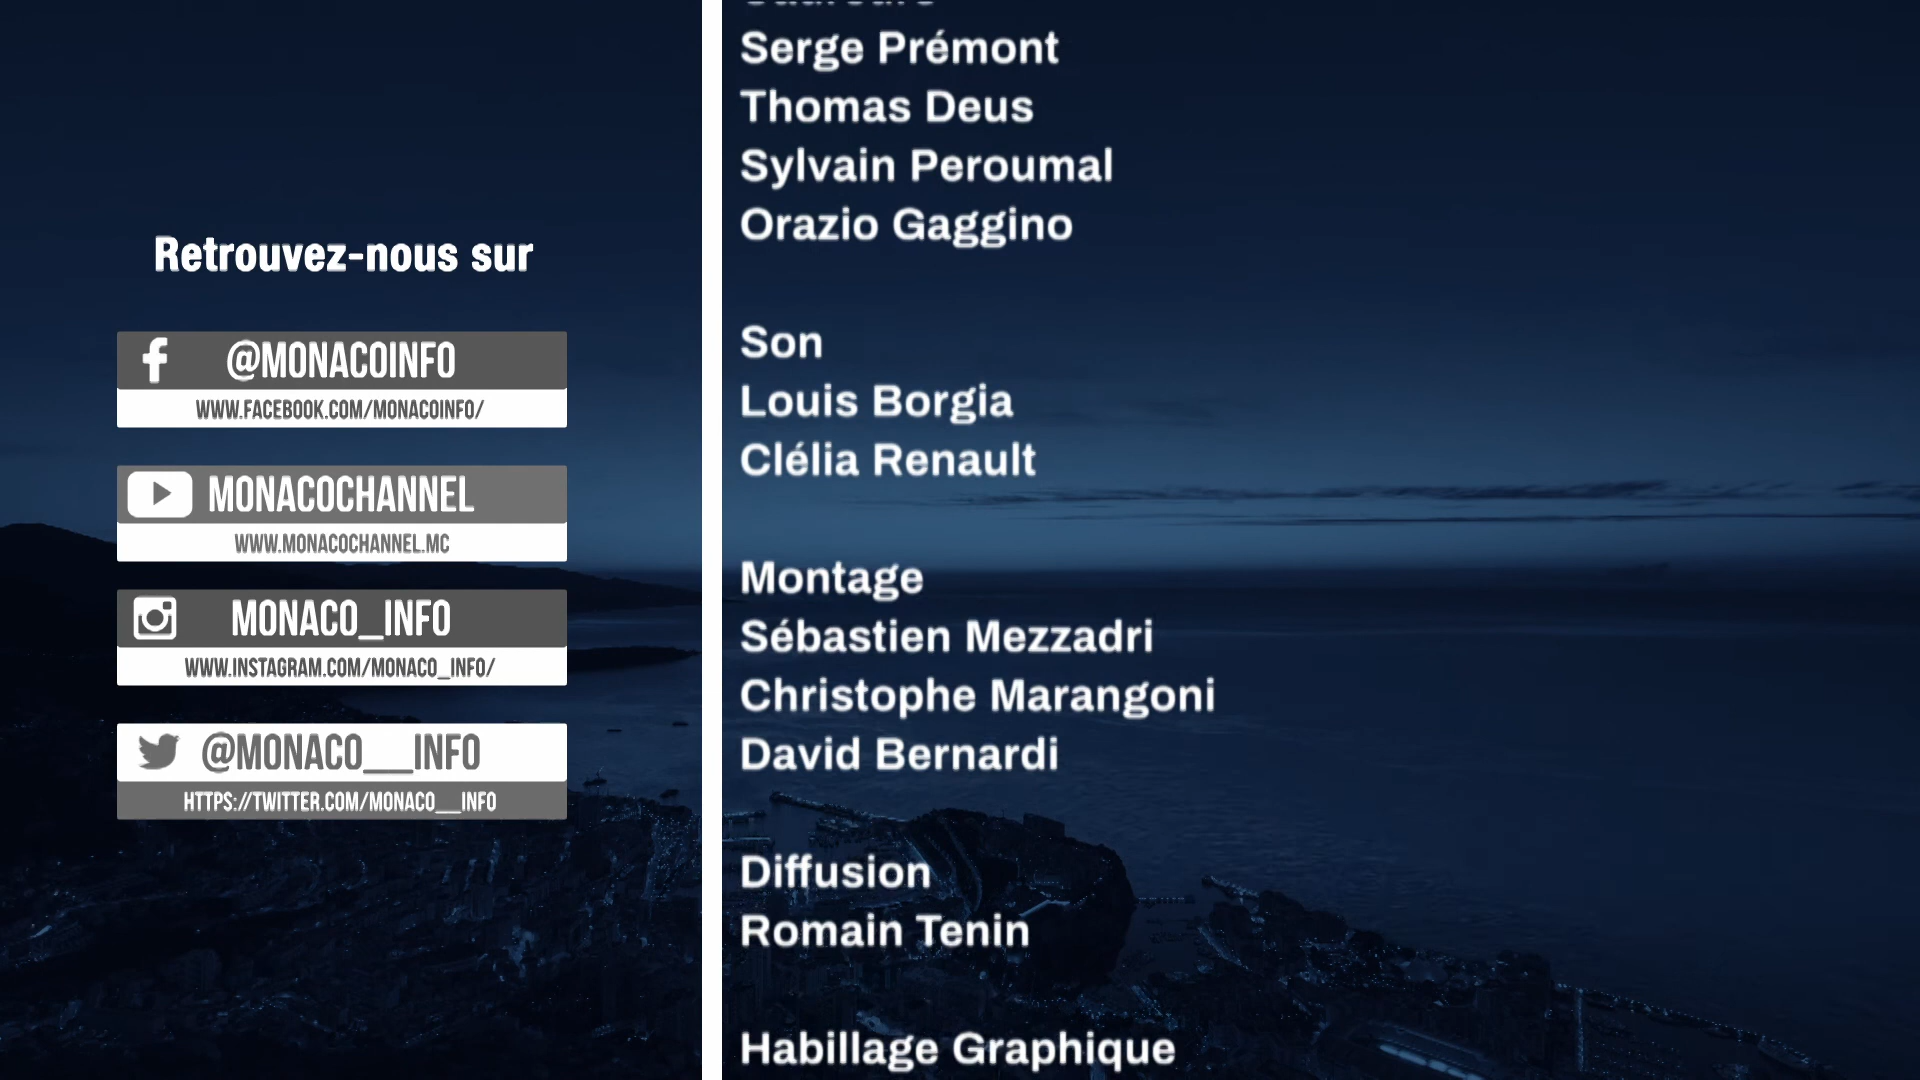 Retrouvez-nous sur
@MONACOINFO
WWW.FACEBOOK.COM/MONACOINFO/
MONACOCHANNEL
WWW.MONACOCHANNEL.MC
MONACO_INFO
WWW.INSTAGRAM.COM/MONACO_INFO/
@MONACO__INFO
HTTPS://TWITTER.COM/MONACO__INFO
Serge Prémont
Thomas Deus
Sylvain Peroumal
Orazio Gaggino
Son
Louis Borgia
Clélia Renault
Montage
Sébastien Mezzadri
Christophe Marangoni
David Bernardi
Diffusion
Romain Tenin
Habillage Graphique